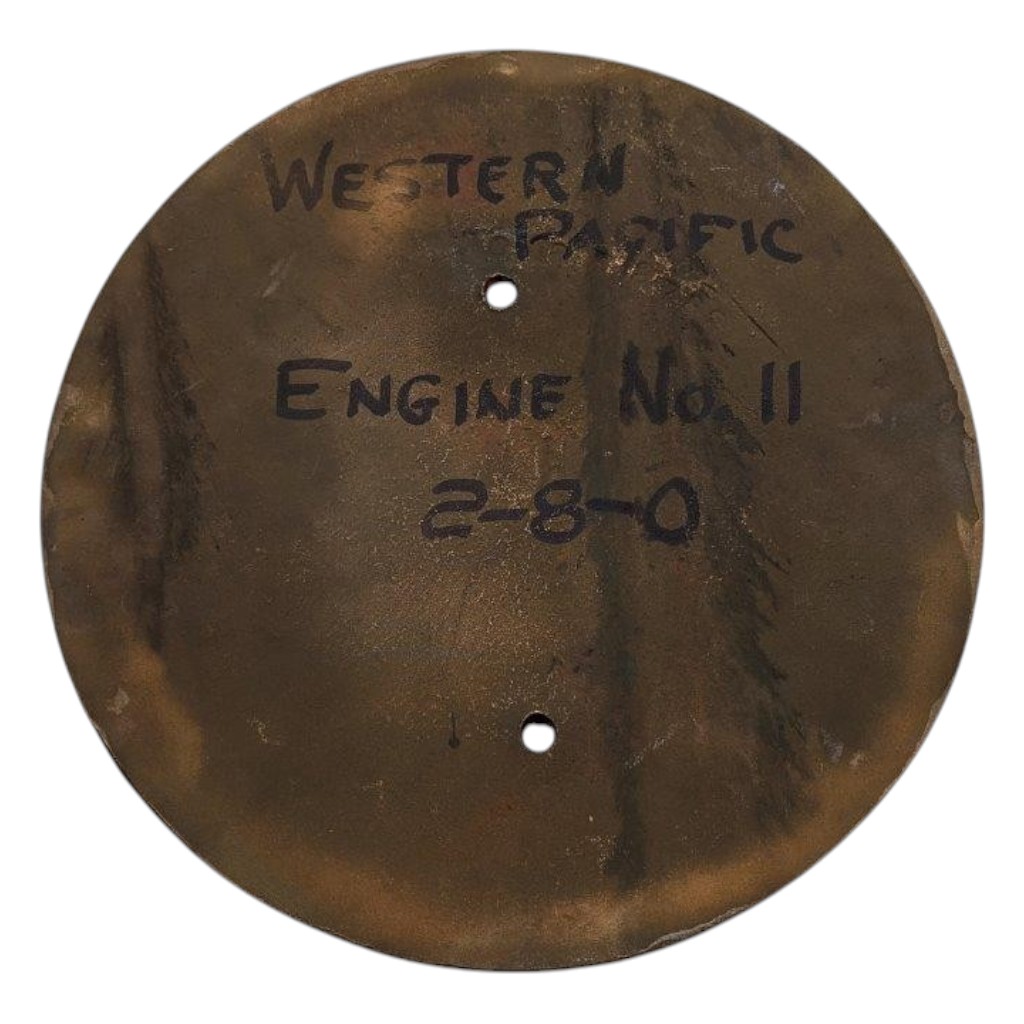 WESTERN
PACIFIC
ENGINE No. 11
2-8-0